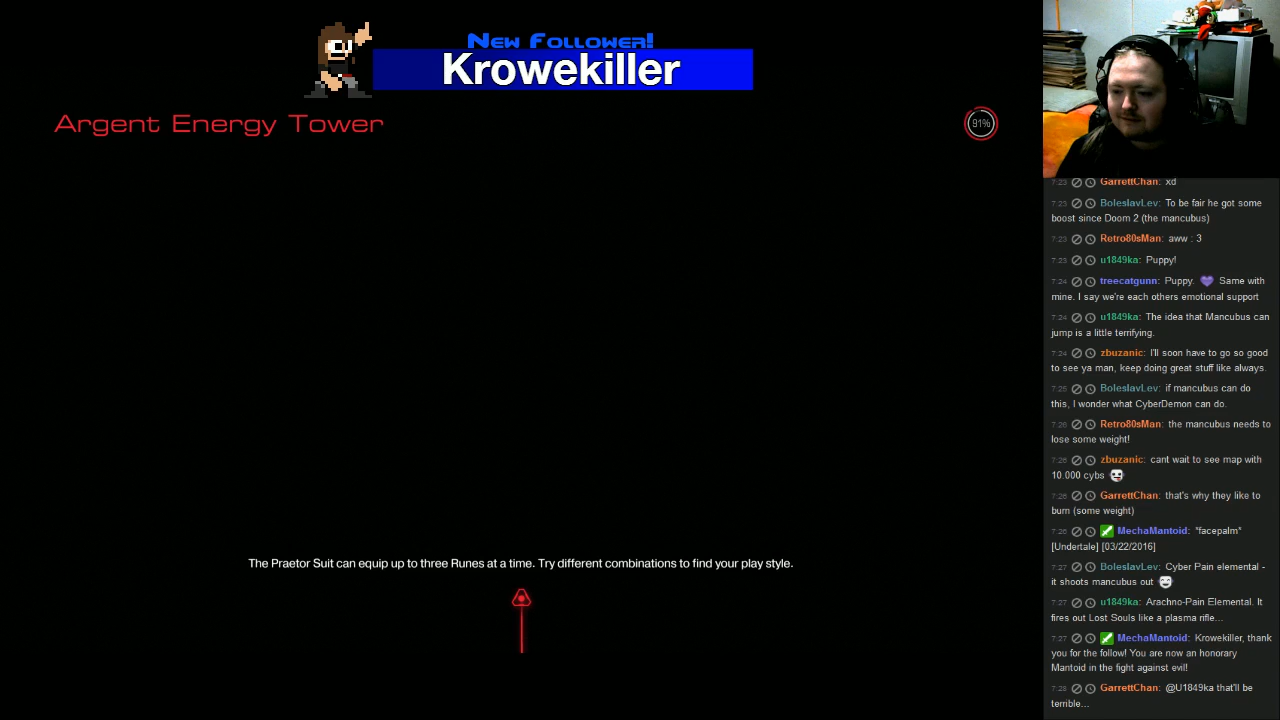 New Follower!
Krowekiller
Argent Energy Tower
91%
The Praetor Suit can equip up to three Runes at a time. Try different combinations to find your play style.
7:23 GarrettChan: xd
7:23 BoleslavLev: To be fair he got some
boost since Doom 2 (the mancubus)
7:23 Retro80sMan: aww : 3
7:23 u1849ka: Puppy!
7:24 treecatgunn: Puppy. 💜 Same with
mine. I say we're each others emotional support
7:24 u1849ka: The idea that Mancubus can
jump is a little terrifying.
7:24 zbuzanic: I'll soon have to go so good
to see ya man, keep doing great stuff like always.
7:25 BoleslavLev: if mancubus can do
this, I wonder what CyberDemon can do.
7:26 Retro80sMan: the mancubus needs to
lose some weight!
7:26 zbuzanic: cant wait to see map with
10.000 cybs
7:26 GarrettChan: that's why they like to
burn (some weight)
7:26 MechaMantoid: *facepalm*
[Undertale] [03/22/2016]
7:27 BoleslavLev: Cyber Pain elemental -
it shoots mancubus out
7:27 u1849ka: Arachno-Pain Elemental. It
fires out Lost Souls like a plasma rifle...
7:27 MechaMantoid: Krowekiller, thank
you for the follow! You are now an honorary
Mantoid in the fight against evil!
7:28 GarrettChan: @U1849ka that'll be
terrible...